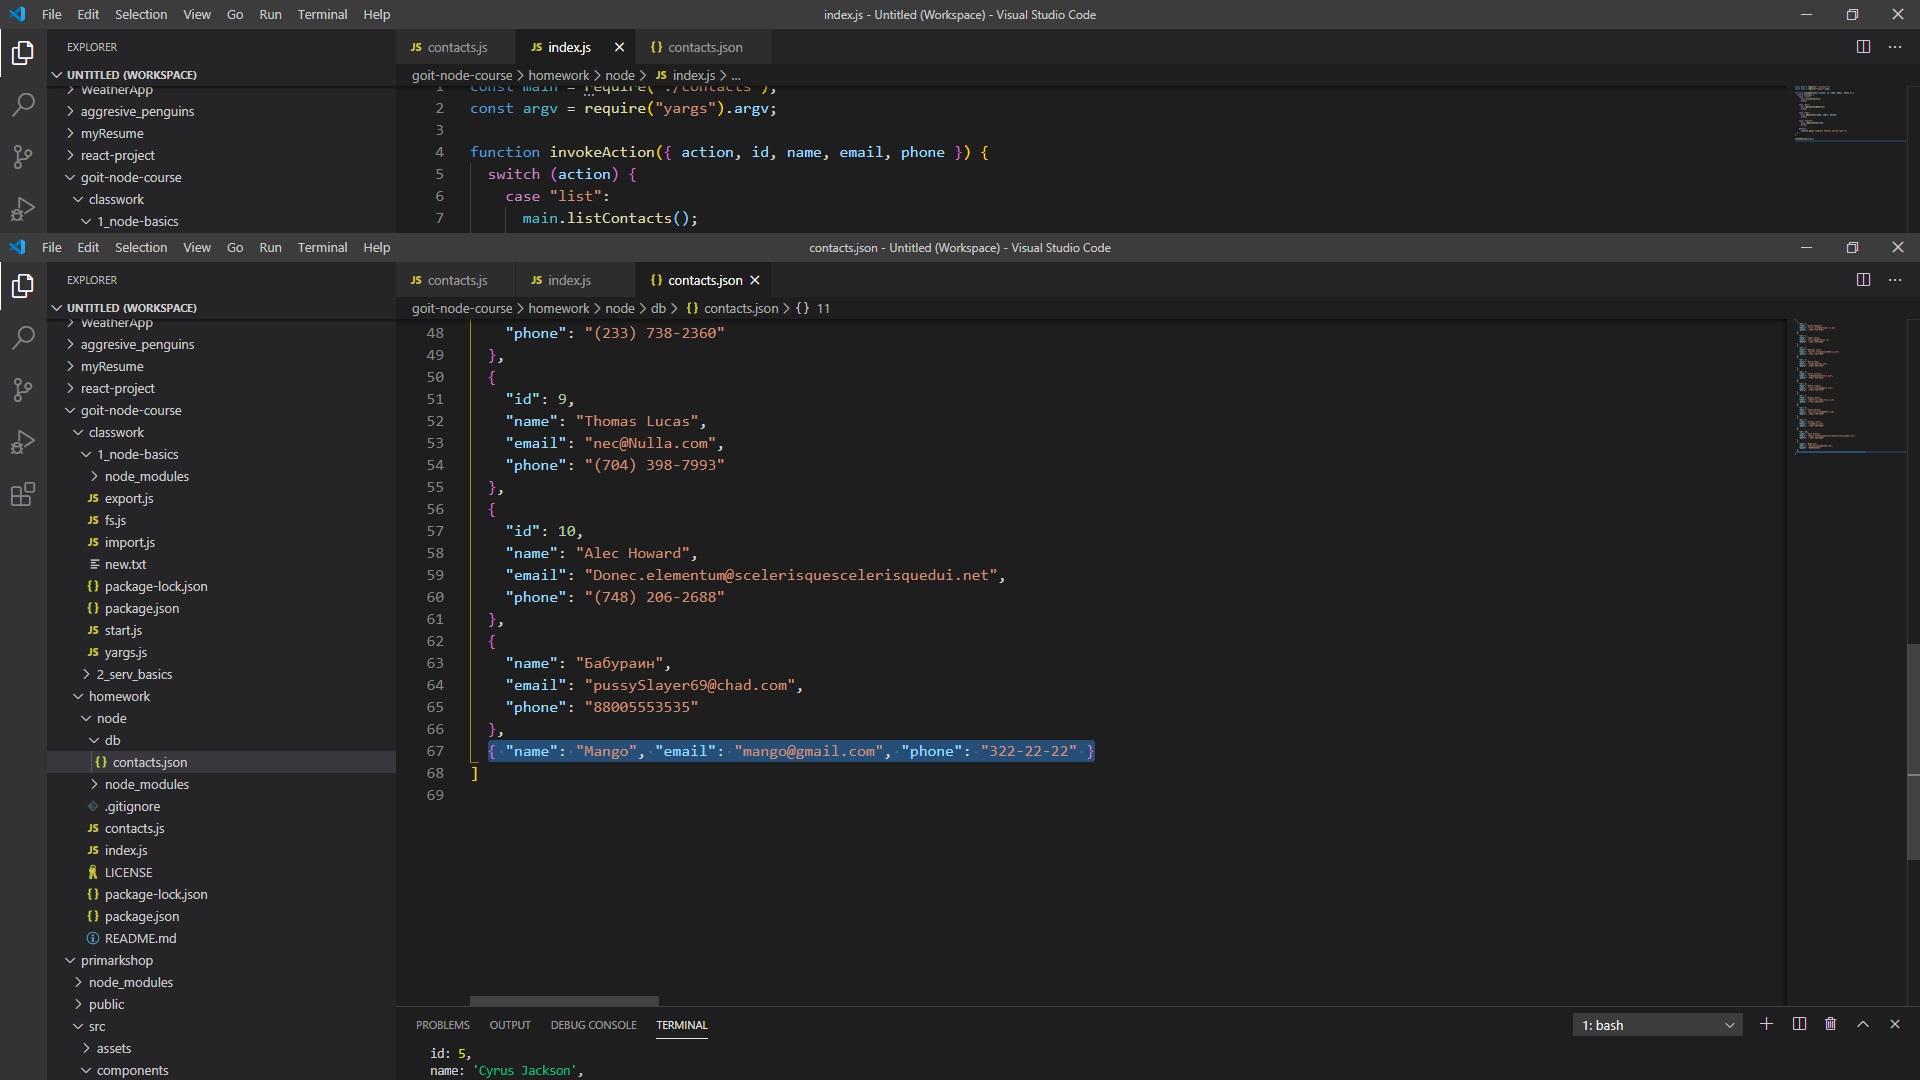 File Edit Selection View Go Run Terminal Help
index.js - Untitled (Workspace) - Visual Studio Code
EXPLORER
UNTITLED (WORKSPACE)
WeatherApp
aggresive_penguins
myResume
react-project
goit-node-course
classwork
1_node-basics
JS contacts.js
JS index.js
{} contacts.json
goit-node-course > homework > node > JS index.js > ...
1 const main = require("./contacts");
2 const argv = require("yargs").argv;
3
4 function invokeAction({ action, id, name, email, phone }) {
5 switch (action) {
6 case "list":
7 main.listContacts();
File Edit Selection View Go Run Terminal Help
contacts.json - Untitled (Workspace) - Visual Studio Code
EXPLORER
UNTITLED (WORKSPACE)
WeatherApp
aggresive_penguins
myResume
react-project
goit-node-course
classwork
1_node-basics
node_modules
JS export.js
JS fs.js
JS import.js
new.txt
{} package-lock.json
{} package.json
JS start.js
JS yargs.js
2_serv_basics
homework
node
db
{} contacts.json
node_modules
.gitignore
JS contacts.js
JS index.js
LICENSE
{} package-lock.json
{} package.json
README.md
primarkshop
node_modules
public
src
assets
components
JS contacts.js
JS index.js
{} contacts.json
goit-node-course > homework > node > db > {} contacts.json > {} 11
48 "phone": "(233) 738-2360"
49 },
50 {
51 "id": 9,
52 "name": "Thomas Lucas",
53 "email": "nec@Nulla.com",
54 "phone": "(704) 398-7993"
55 },
56 {
57 "id": 10,
58 "name": "Alec Howard",
59 "email": "Donec.elementum@scelerisquescelerisquedui.net",
60 "phone": "(748) 206-2688"
61 },
62 {
63 "name": "Бабураин",
64 "email": "pussySlayer69@chad.com",
65 "phone": "88005553535"
66 },
67 { "name": "Mango", "email": "mango@gmail.com", "phone": "322-22-22" }
68 ]
69
PROBLEMS OUTPUT DEBUG CONSOLE TERMINAL
1: bash
id: 5,
name: 'Cyrus Jackson',